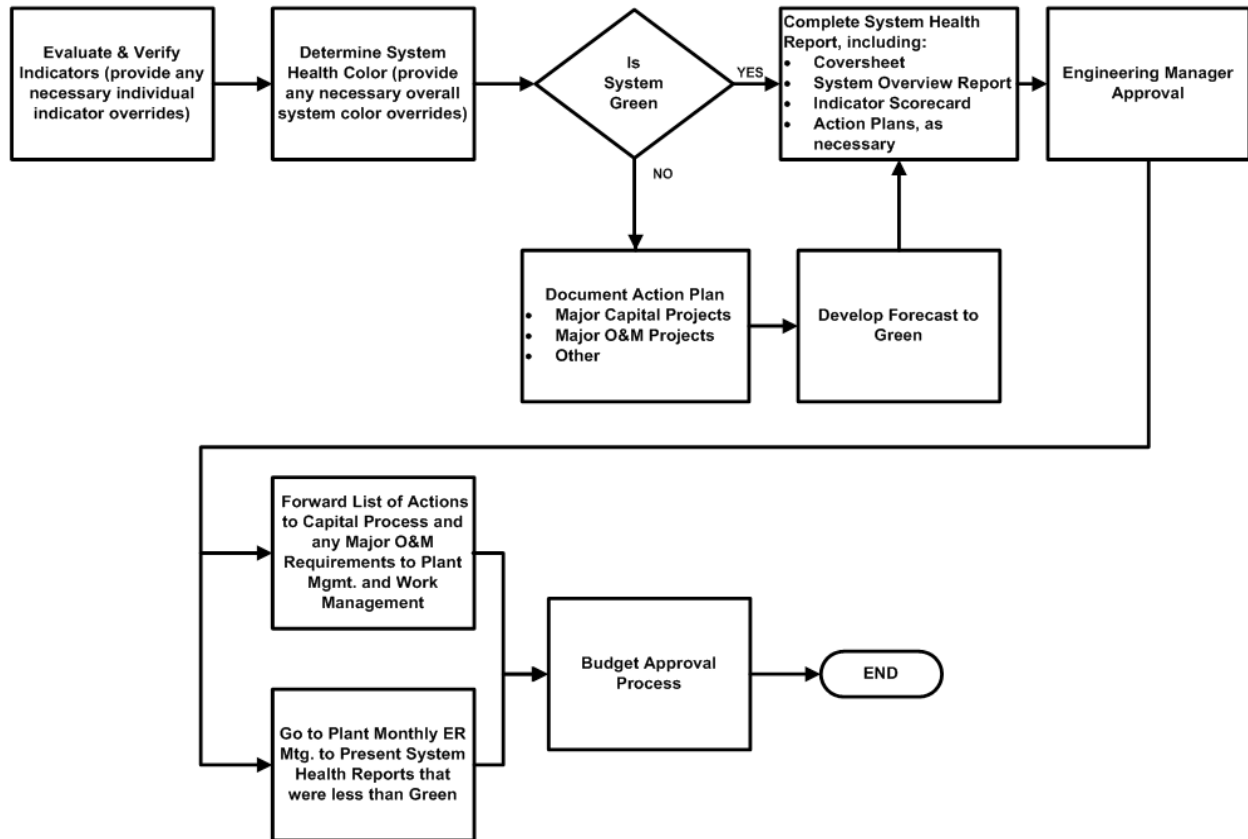 Evaluate & Verify
Indicators (provide any
necessary individual
indicator overrides)
Determine System
Health Color (provide
any necessary overall
system color overrides)
Is
System
Green
YES
NO
Complete System Health
Report, including:
• Coversheet
• System Overview Report
• Indicator Scorecard
• Action Plans, as
necessary
Engineering Manager
Approval
Document Action Plan
• Major Capital Projects
• Major O&M Projects
• Other
Develop Forecast to
Green
Forward List of Actions
to Capital Process and
any Major O&M
Requirements to Plant
Mgmt. and Work
Management
Go to Plant Monthly ER
Mtg. to Present System
Health Reports that
were less than Green
Budget Approval
Process
END